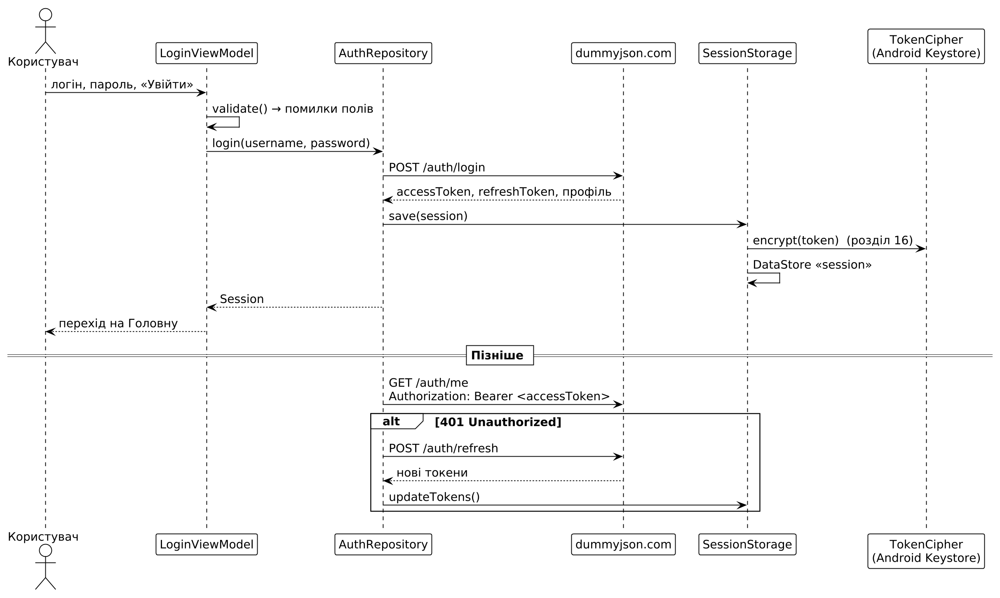 Користувач
LoginViewModel
AuthRepository
dummyjson.com
SessionStorage
TokenCipher
(Android Keystore)
логін, пароль, «Увійти»
validate() → помилки полів
login(username, password)
POST /auth/login
accessToken, refreshToken, профіль
save(session)
encrypt(token)  (розділ 16)
DataStore «session»
Session
перехід на Головну
Пізніше
GET /auth/me
Authorization: Bearer <accessToken>
alt [401 Unauthorized]
POST /auth/refresh
нові токени
updateTokens()
Користувач
LoginViewModel
AuthRepository
dummyjson.com
SessionStorage
TokenCipher
(Android Keystore)